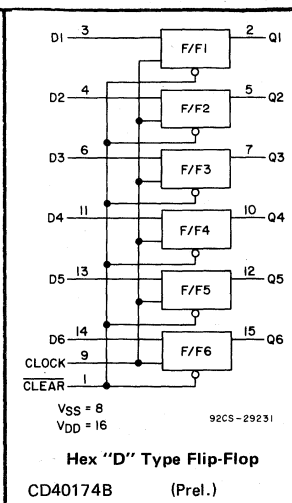 D1 3 F/F1 2 Q1
D2 4 F/F2 5 Q2
D3 6 F/F3 7 Q3
D4 11 F/F4 10 Q4
D5 13 F/F5 12 Q5
D6 14 F/F6 15 Q6
CLOCK 9
CLEAR 1
VSS = 8
VDD = 16
92CS-29231
Hex "D" Type Flip-Flop
CD40174B (Prel.)